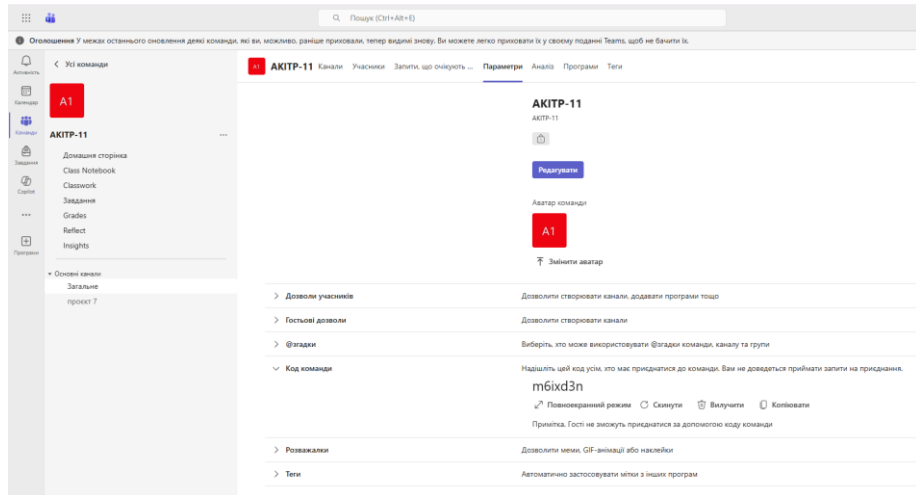 Пошук (Ctrl+Alt+E)
Оголошення У межах останнього оновлення деякі команди, які ви, можливо, раніше приховали, тепер видимі знову. Ви можете легко приховати їх у своєму поданні Teams, щоб не бачити їх.
Активність
Календар
Команди
Завдання
Copilot
Програми
Усі команди
A1
АКІТР-11
Домашня сторінка
Class Notebook
Classwork
Завдання
Grades
Reflect
Insights
Основні канали
Загальне
проєкт 7
A1 АКІТР-11 Канали Учасники Запити, що очікують ... Параметри Аналіз Програми Теги
АКІТР-11
АКІТР-11
Редагувати
Аватар команди
A1
Змінити аватар
Дозволи учасників Дозволити створювати канали, додавати програми тощо
Гостьові дозволи Дозволити створювати канали
@згадки Виберіть, хто може використовувати @згадки команди, каналу та групи
Код команди Надішліть цей код усім, хто має приєднатися до команди. Вам не доведеться приймати запити на приєднання.
m6ixd3n
Повноекранний режим Скинути Вилучити Копіювати
Примітка. Гості не зможуть приєднатися за допомогою коду команди
Розважалки Дозволити меми, GIF-анімації або наклейки
Теги Автоматично застосовувати мітки з інших програм